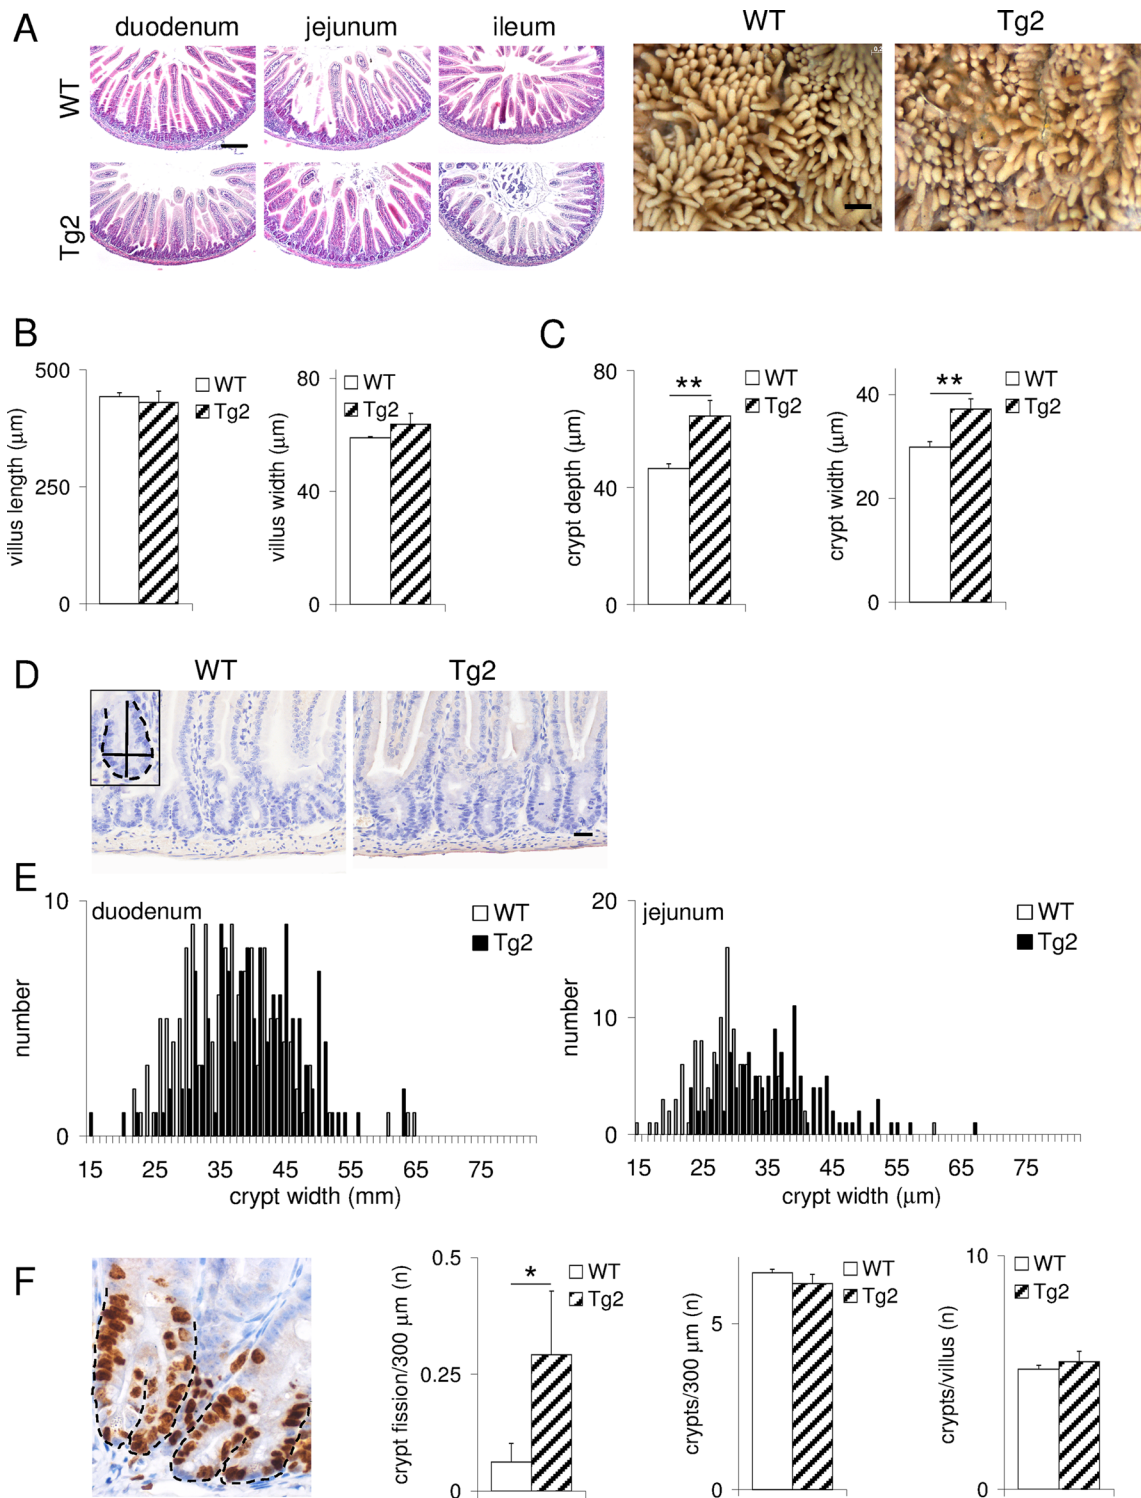 A
duodenum
jejunum
ileum
WT
Tg2
WT
Tg2
0,2
B
500
250
0
villus length (μm)
WT
Tg2
80
40
0
villus width (μm)
WT
Tg2
C
80
40
0
crypt depth (μm)
**
WT
Tg2
40
20
0
crypt width (μm)
**
WT
Tg2
D
WT
Tg2
E
10
5
0
number
duodenum
WT
Tg2
15 25 35 45 55 65 75
crypt width (mm)
20
10
0
number
jejunum
WT
Tg2
15 25 35 45 55 65 75
crypt width (μm)
F
0.5
0.25
0
crypt fission/300 μm (n)
*
WT
Tg2
5
0
crypts/300 μm (n)
WT
Tg2
10
0
crypts/villus (n)
WT
Tg2